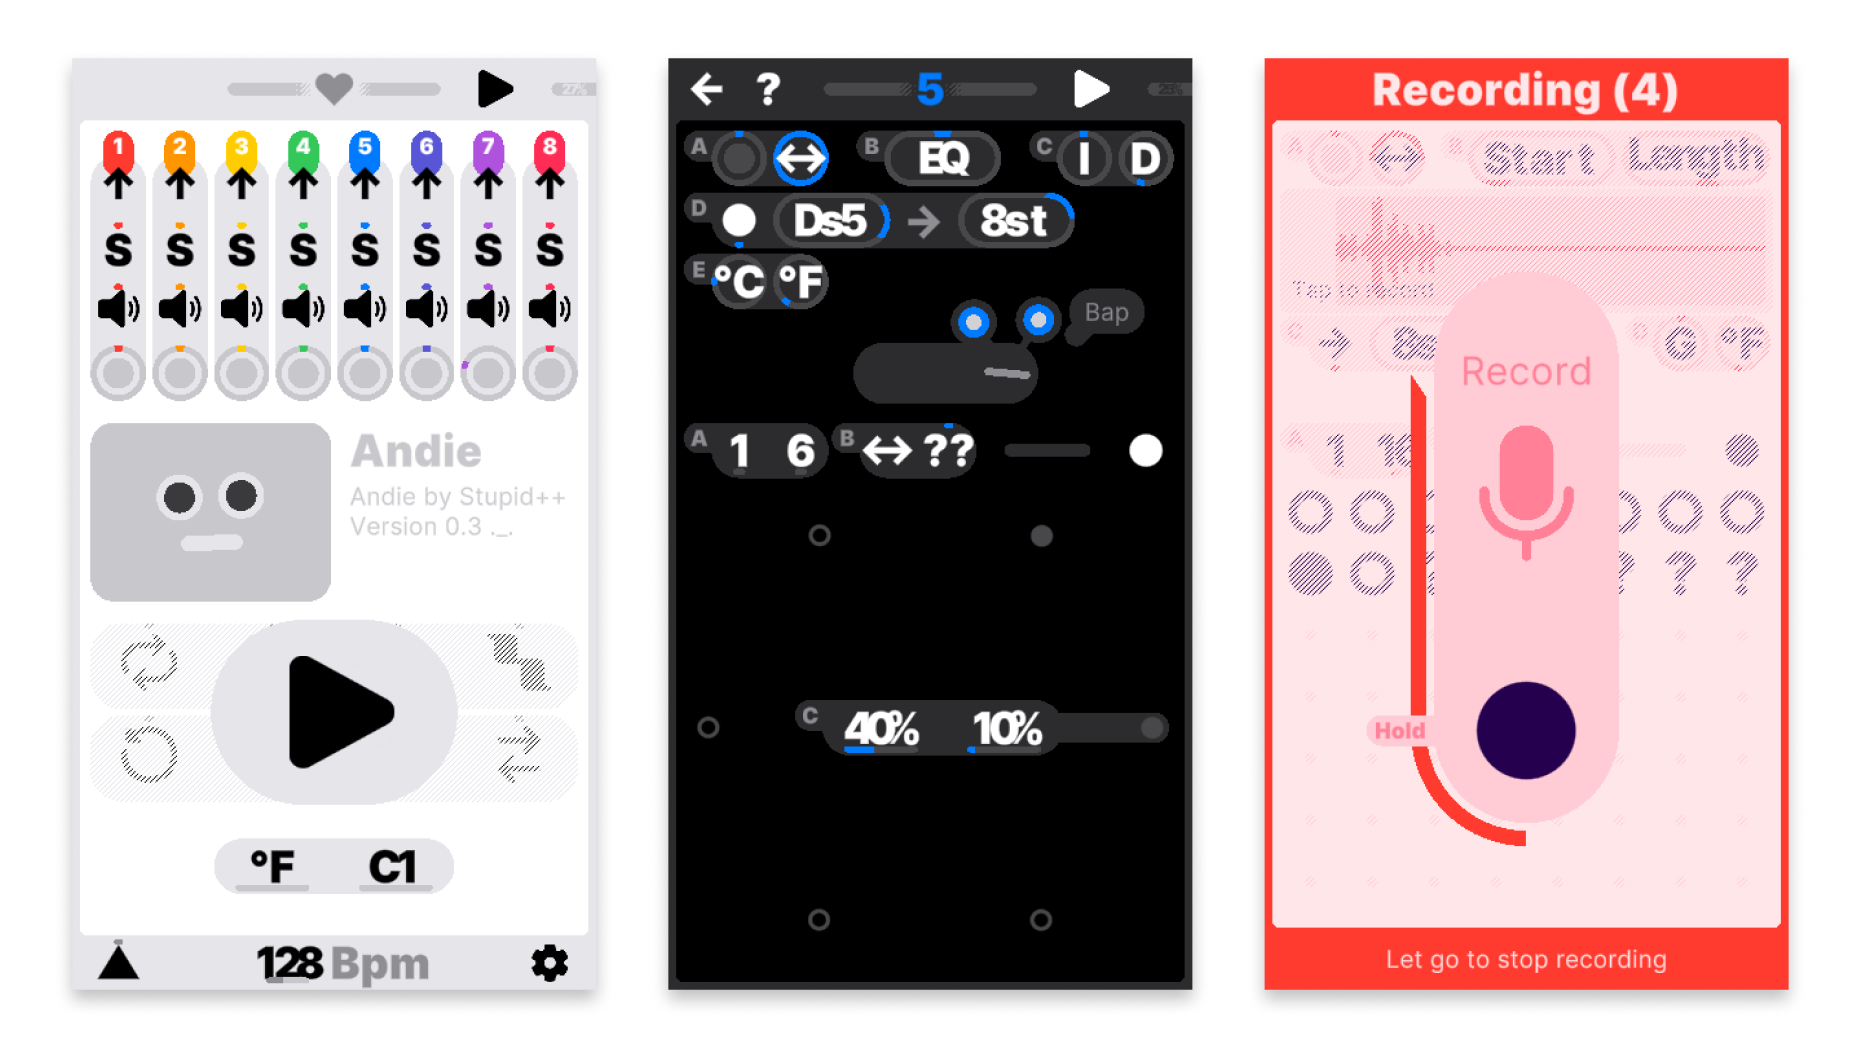 27%
1 2 3 4 5 6 7 8
S S S S S S S S
Andie
Andie by Stupid++
Version 0.3 ._.
°F C1
128 Bpm
? 5
A B EQ C I D
D Ds5 → 8st
E °C °F
Bap
A 1 6 B ↔ ??
C 40% 10%
Recording (4)
A B Start Length
Tap to record
C → D G °F
Record
A 1 16
? ? ?
Hold
Let go to stop recording